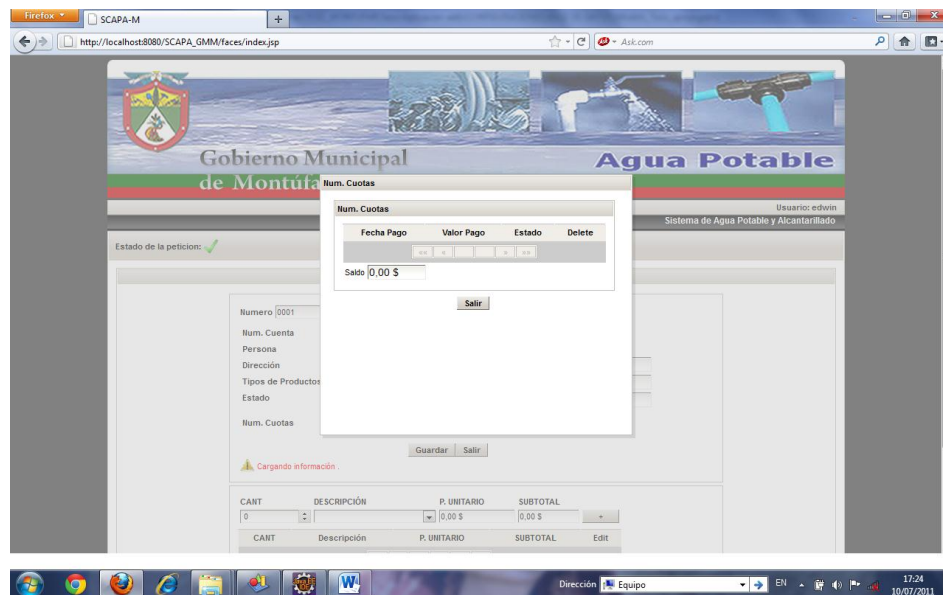 Firefox
SCAPA-M
+
http://localhost:8080/SCAPA_GMM/faces/index.jsp
Ask.com
Gobierno Municipal
de Montúfa
Agua Potable
Usuario: edwin
Sistema de Agua Potable y Alcantarillado
Estado de la peticion:
Num. Cuotas
Num. Cuotas
Fecha Pago Valor Pago Estado Delete
«« « » »»
Saldo 0,00 $
Salir
Numero 0001
Num. Cuenta
Persona
Dirección
Tipos de Productos
Estado
Num. Cuotas
Guardar Salir
Cargando información .
CANT DESCRIPCIÓN P. UNITARIO SUBTOTAL
0 0,00 $ 0,00 $ +
CANT Descripción P. UNITARIO SUBTOTAL Edit
Dirección Equipo EN 17:24
10/07/2011